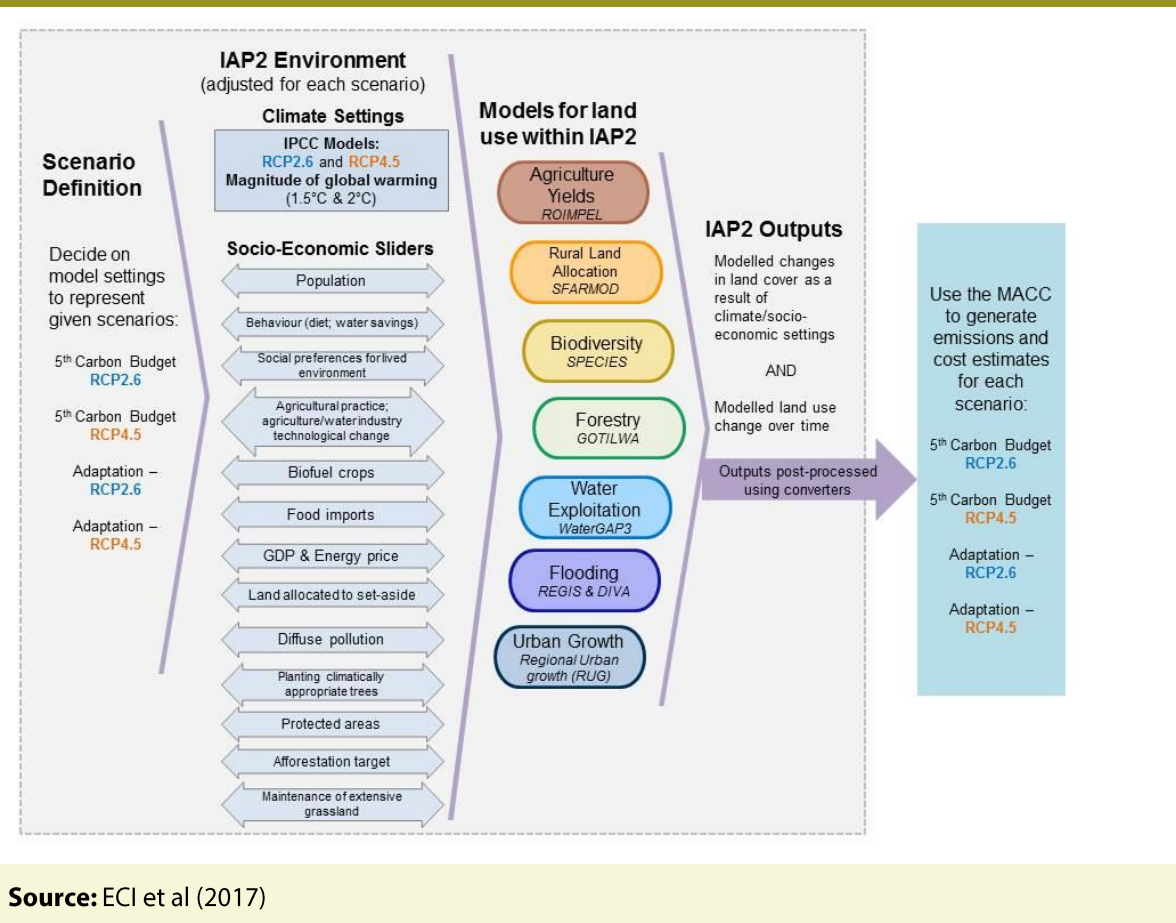 Scenario
Definition
Decide on
model settings
to represent
given scenarios:
5th Carbon Budget
RCP2.6
5th Carbon Budget
RCP4.5
Adaptation –
RCP2.6
Adaptation –
RCP4.5
IAP2 Environment
(adjusted for each scenario)
Climate Settings
IPCC Models:
RCP2.6 and RCP4.5
Magnitude of global warming
(1.5°C & 2°C)
Socio-Economic Sliders
Population
Behaviour (diet; water savings)
Social preferences for lived
environment
Agricultural practice;
agriculture/water industry
technological change
Biofuel crops
Food imports
GDP & Energy price
Land allocated to set-aside
Diffuse pollution
Planting climatically
appropriate trees
Protected areas
Afforestation target
Maintenance of extensive
grassland
Models for land
use within IAP2
Agriculture
Yields
ROIMPEL
Rural Land
Allocation
SFARMOD
Biodiversity
SPECIES
Forestry
GOTILWA
Water
Exploitation
WaterGAP3
Flooding
REGIS & DIVA
Urban Growth
Regional Urban
growth (RUG)
IAP2 Outputs
Modelled changes
in land cover as a
result of
climate/socio-
economic settings
AND
Modelled land use
change over time
Outputs post-processed
using converters
Use the MACC
to generate
emissions and
cost estimates
for each
scenario:
5th Carbon Budget
RCP2.6
5th Carbon Budget
RCP4.5
Adaptation –
RCP2.6
Adaptation –
RCP4.5
Source: ECI et al (2017)